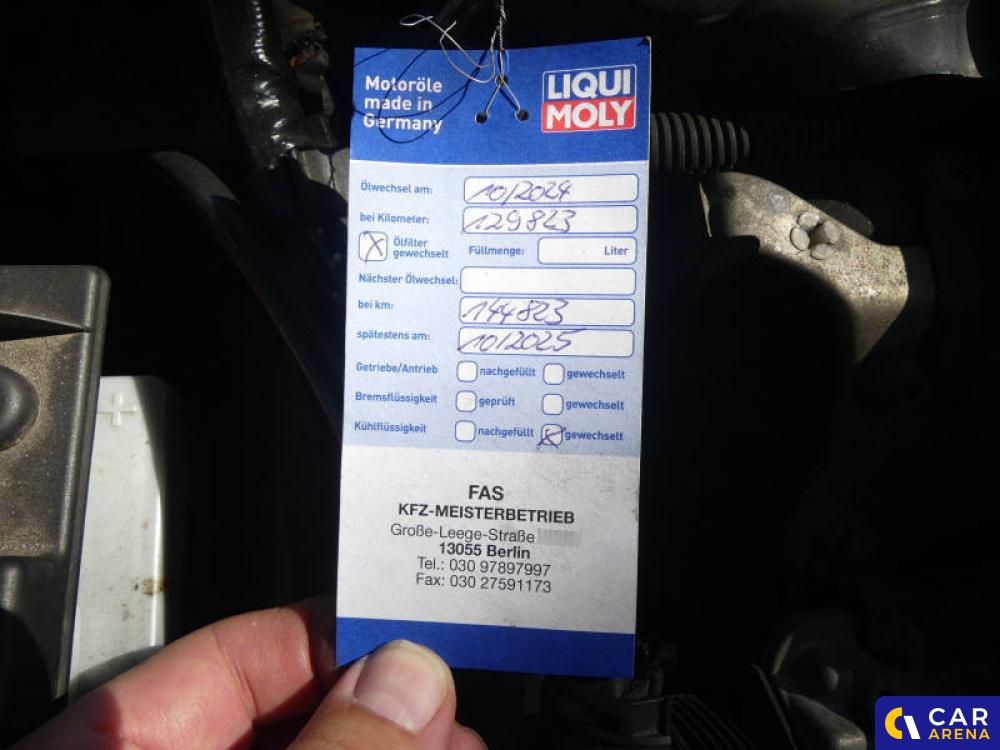 Motoröle
made in
Germany
LIQUI
MOLY
Ölwechsel am: 10/2024
bei Kilometer: 129823
Ölfilter
gewechselt
Füllmenge: Liter
Nächster Ölwechsel:
bei km: 144823
spätestens am: 10/2025
Getriebe/Antrieb nachgefüllt gewechselt
Bremsflüssigkeit geprüft gewechselt
Kühlflüssigkeit nachgefüllt gewechselt
FAS
KFZ-MEISTERBETRIEB
Große-Leege-Straße
13055 Berlin
Tel.: 030 97897997
Fax: 030 27591173
CAR
ARENA